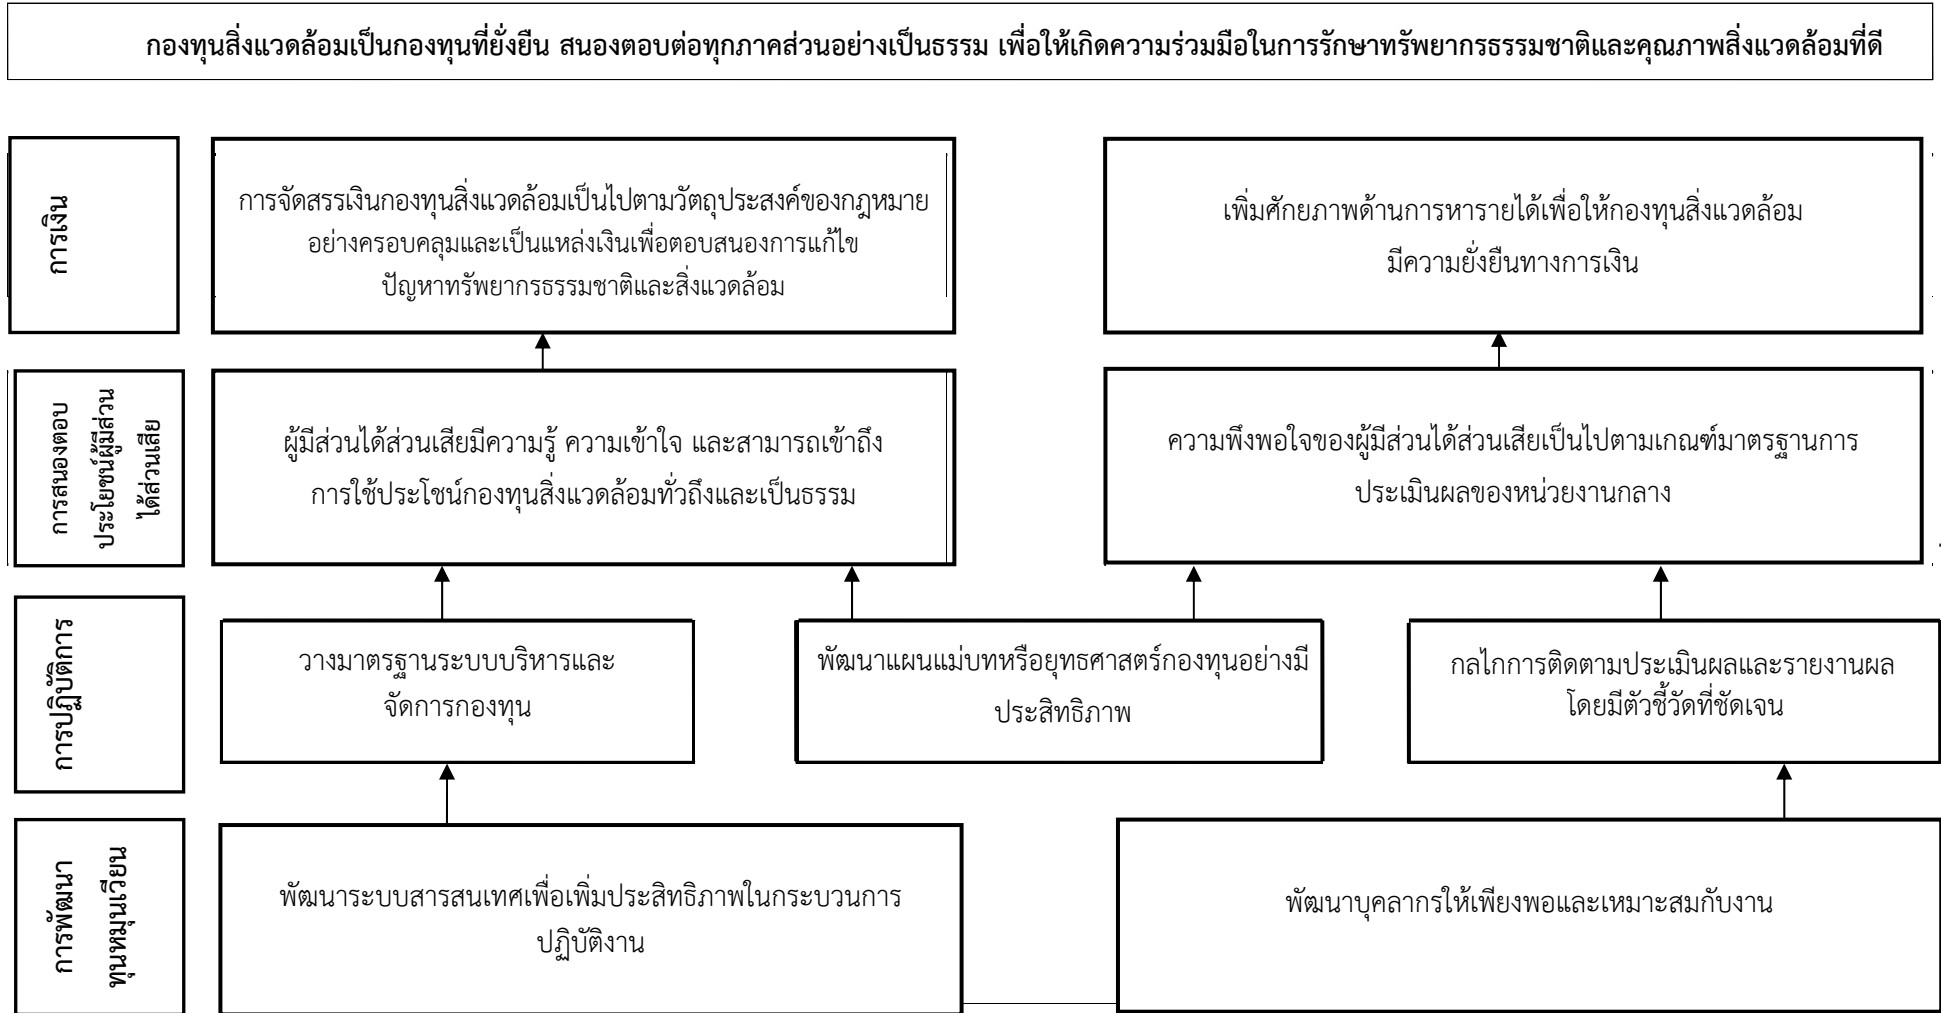 กองทุนสิ่งแวดล้อมเป็นกองทุนที่ยั่งยืน สนองตอบต่อทุกภาคส่วนอย่างเป็นธรรม เพื่อให้เกิดความร่วมมือในการรักษาทรัพยากรธรรมชาติและคุณภาพสิ่งแวดล้อมที่ดี
การเงิน
การจัดสรรเงินกองทุนสิ่งแวดล้อมเป็นไปตามวัตถุประสงค์ของกฎหมาย
อย่างครอบคลุมและเป็นแหล่งเงินเพื่อตอบสนองการแก้ไข
ปัญหาทรัพยากรธรรมชาติและสิ่งแวดล้อม
เพิ่มศักยภาพด้านการหารายได้เพื่อให้กองทุนสิ่งแวดล้อม
มีความยั่งยืนทางการเงิน
การสนองตอบ
ประโยชน์ผู้มีส่วน
ได้ส่วนเสีย
ผู้มีส่วนได้ส่วนเสียมีความรู้ ความเข้าใจ และสามารถเข้าถึง
การใช้ประโชน์กองทุนสิ่งแวดล้อมทั่วถึงและเป็นธรรม
ความพึงพอใจของผู้มีส่วนได้ส่วนเสียเป็นไปตามเกณฑ์มาตรฐานการ
ประเมินผลของหน่วยงานกลาง
การปฏิบัติการ
วางมาตรฐานระบบบริหารและ
จัดการกองทุน
พัฒนาแผนแม่บทหรือยุทธศาสตร์กองทุนอย่างมี
ประสิทธิภาพ
กลไกการติดตามประเมินผลและรายงานผล
โดยมีตัวชี้วัดที่ชัดเจน
การพัฒนา
ทุนหมุนเวียน
พัฒนาระบบสารสนเทศเพื่อเพิ่มประสิทธิภาพในกระบวนการ
ปฏิบัติงาน
พัฒนาบุคลากรให้เพียงพอและเหมาะสมกับงาน